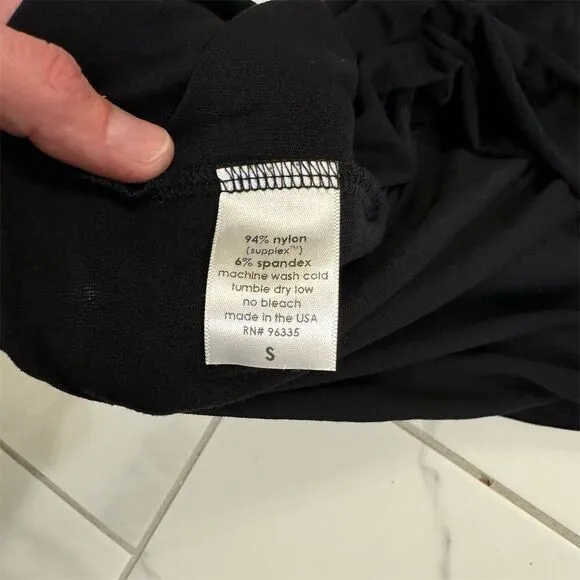 94% nylon
(supplex™)
6% spandex
machine wash cold
tumble dry low
no bleach
made in the USA
RN# 96335
S